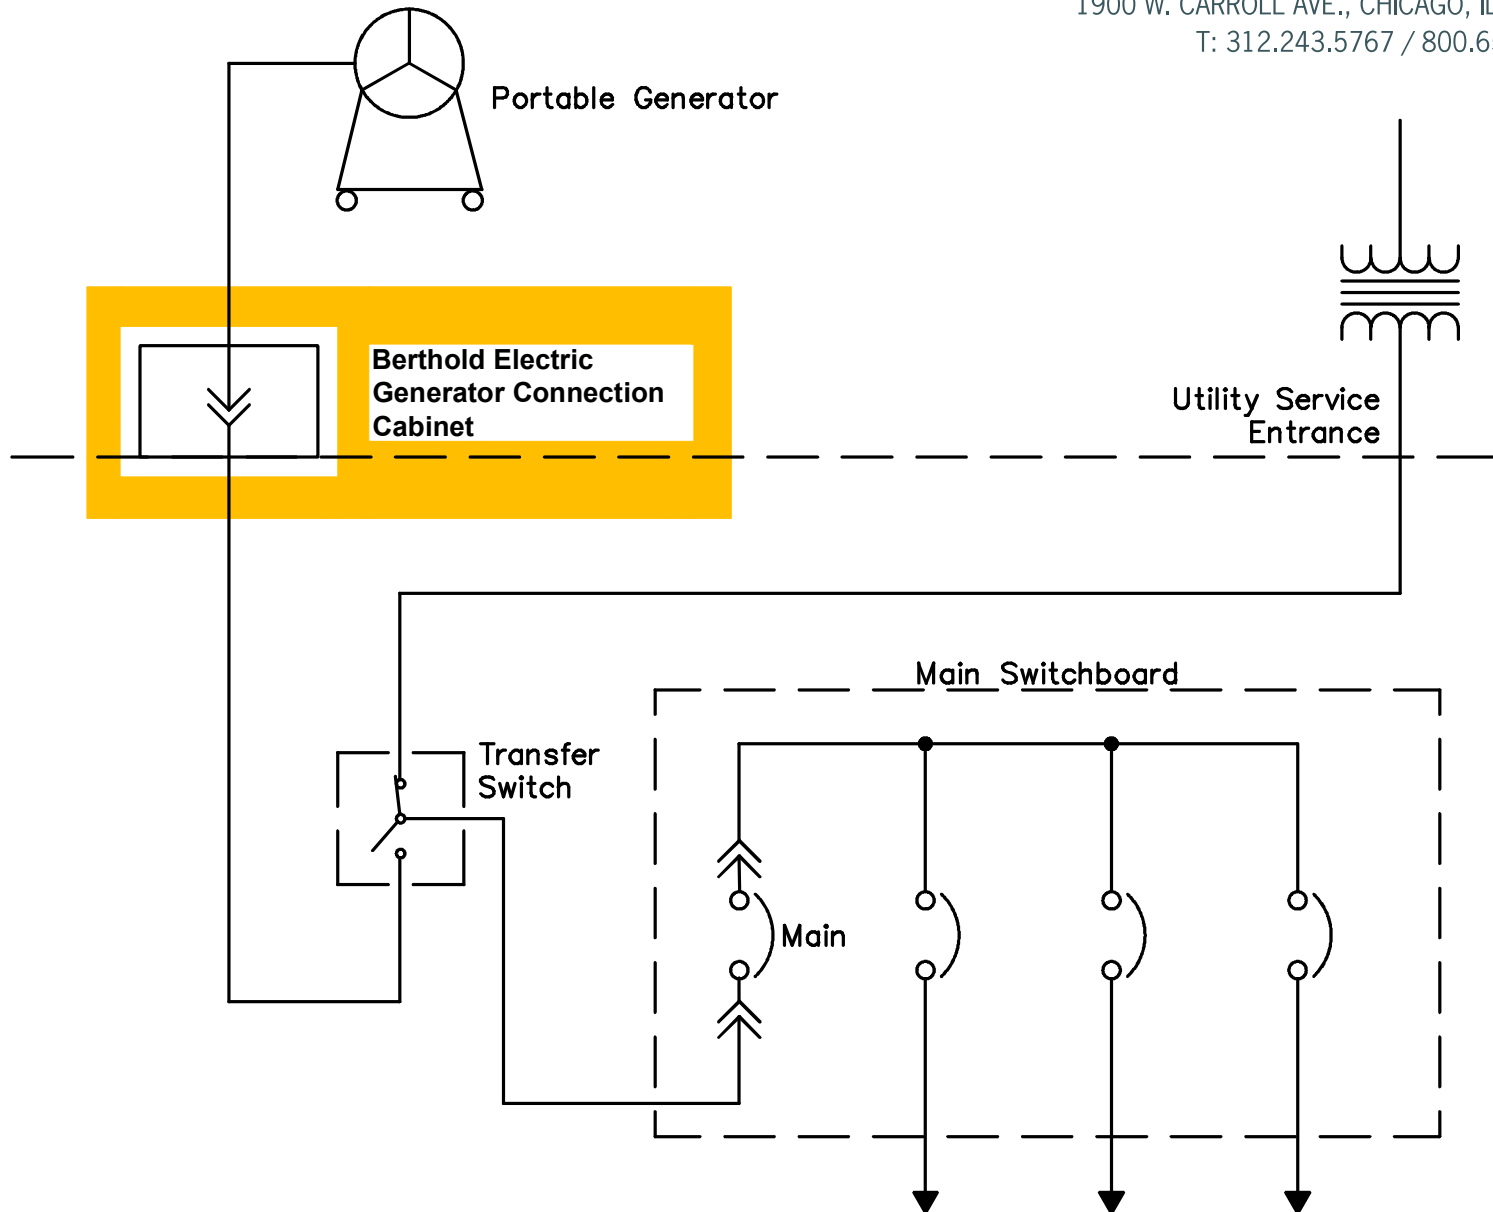 1900 W. CARROLL AVE., CHICAGO,
T: 312.243.5767 / 800.6
Portable Generator
Berthold Electric
Generator Connection
Cabinet
Utility Service
Entrance
Main Switchboard
Transfer
Switch
Main